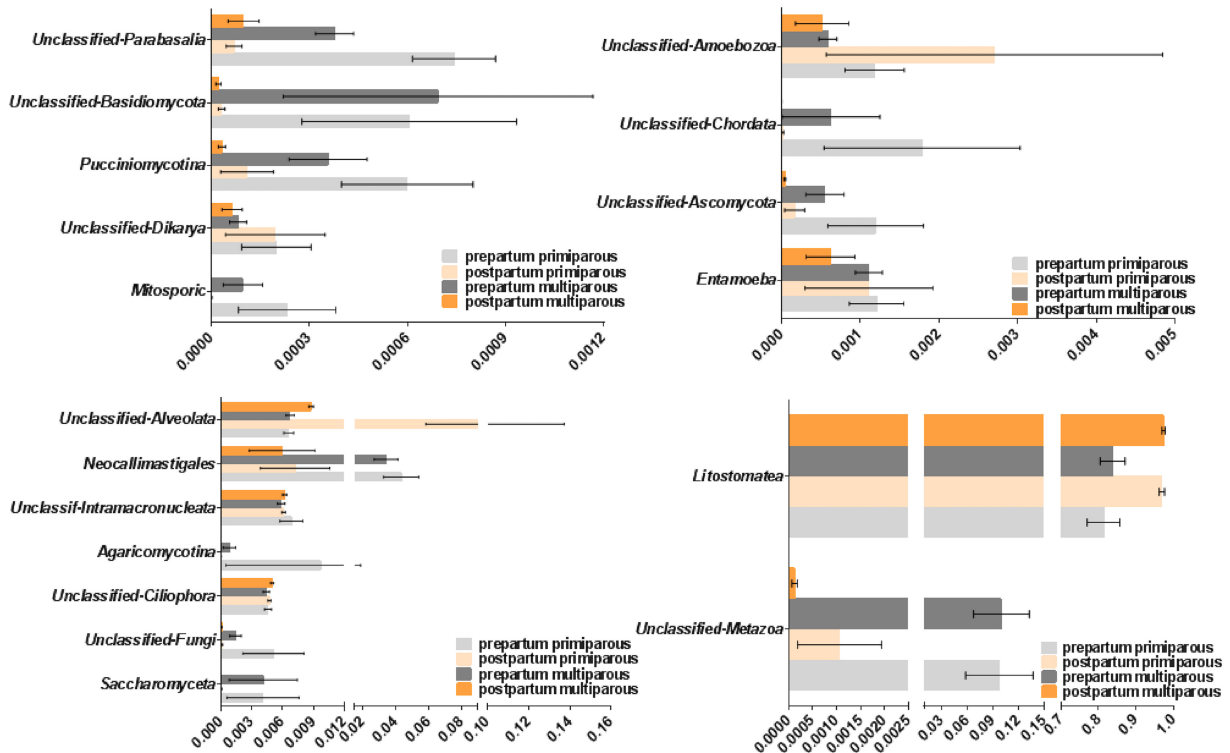 Unclassified-Parabasalia
Unclassified-Basidiomycota
Pucciniomycotina
Unclassified-Dikarya
Mitosporic
prepartum primiparous
postpartum primiparous
prepartum multiparous
postpartum multiparous
0.0000 0.0003 0.0006 0.0009 0.0012
Unclassified-Amoebozoa
Unclassified-Chordata
Unclassified-Ascomycota
Entamoeba
prepartum primiparous
postpartum primiparous
prepartum multiparous
postpartum multiparous
0.000 0.001 0.002 0.003 0.004 0.005
Unclassified-Alveolata
Neocallimastigales
Unclassif-Intramacronucleata
Agaricomycotina
Unclassified-Ciliophora
Unclassified-Fungi
Saccharomyceta
prepartum primiparous
postpartum primiparous
prepartum multiparous
postpartum multiparous
0.000 0.003 0.006 0.009 0.012 0.02 0.04 0.06 0.08 0.10 0.12 0.14 0.16
Litostomatea
Unclassified-Metazoa
prepartum primiparous
postpartum primiparous
prepartum multiparous
postpartum multiparous
0.0000 0.0005 0.0010 0.0015 0.0020 0.0025 0.03 0.06 0.09 0.12 0.15 0.7 0.8 0.9 1.0